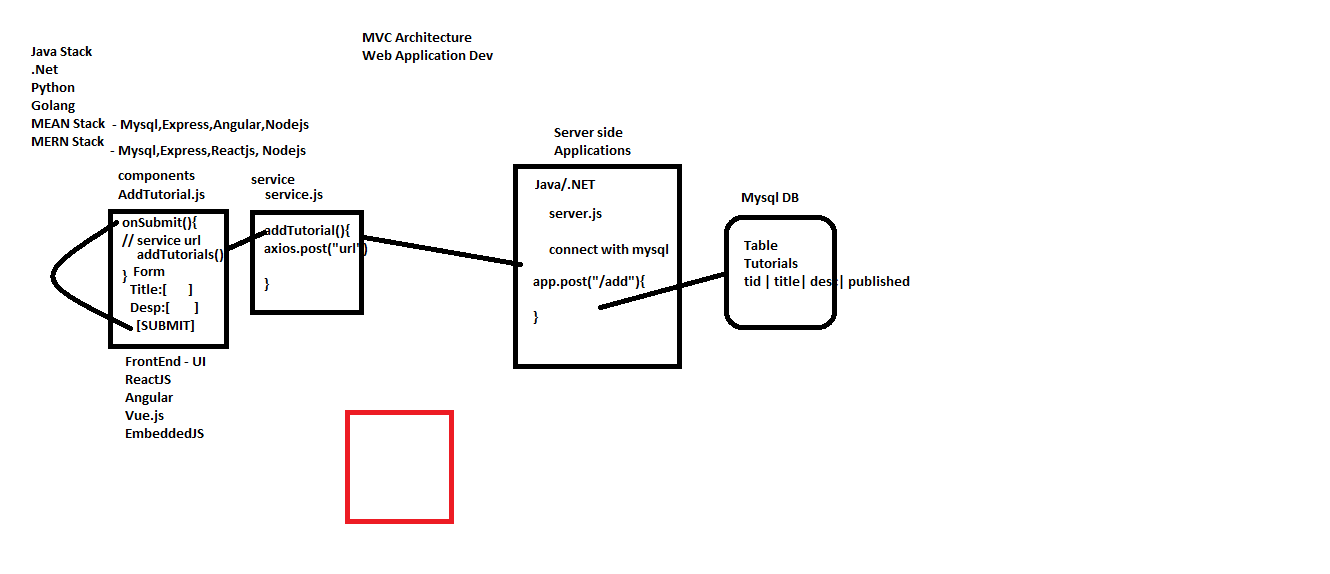 MVC Architecture
Web Application Dev
Java Stack
.Net
Python
Golang
MEAN Stack - Mysql,Express,Angular,Nodejs
MERN Stack - Mysql,Express,Reactjs, Nodejs
components
AddTutorial.js
onSubmit(){
// service url
addTutorials()
}
Form
Title:[ ]
Desp:[ ]
[SUBMIT]
FrontEnd - UI
ReactJS
Angular
Vue.js
EmbeddedJS
service
service.js
addTutorial(){
axios.post("url")
}
Server side
Applications
Java/.NET
server.js
connect with mysql
app.post("/add"){
}
Mysql DB
Table
Tutorials
tid | title| desc| published